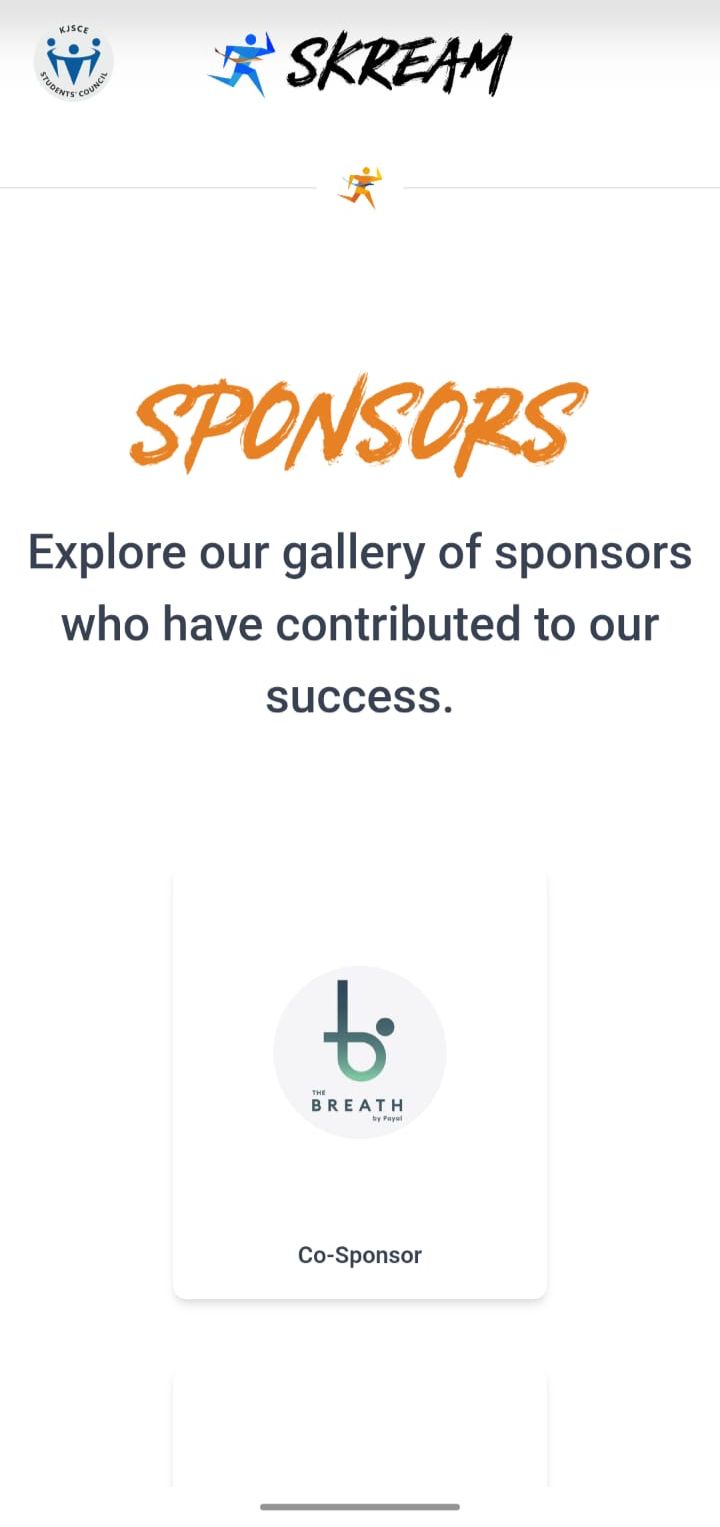 KJSCE
STUDENTS' COUNCIL
SKREAM
SPONSORS
Explore our gallery of sponsors
who have contributed to our
success.
THE
BREATH
by Payal
Co-Sponsor